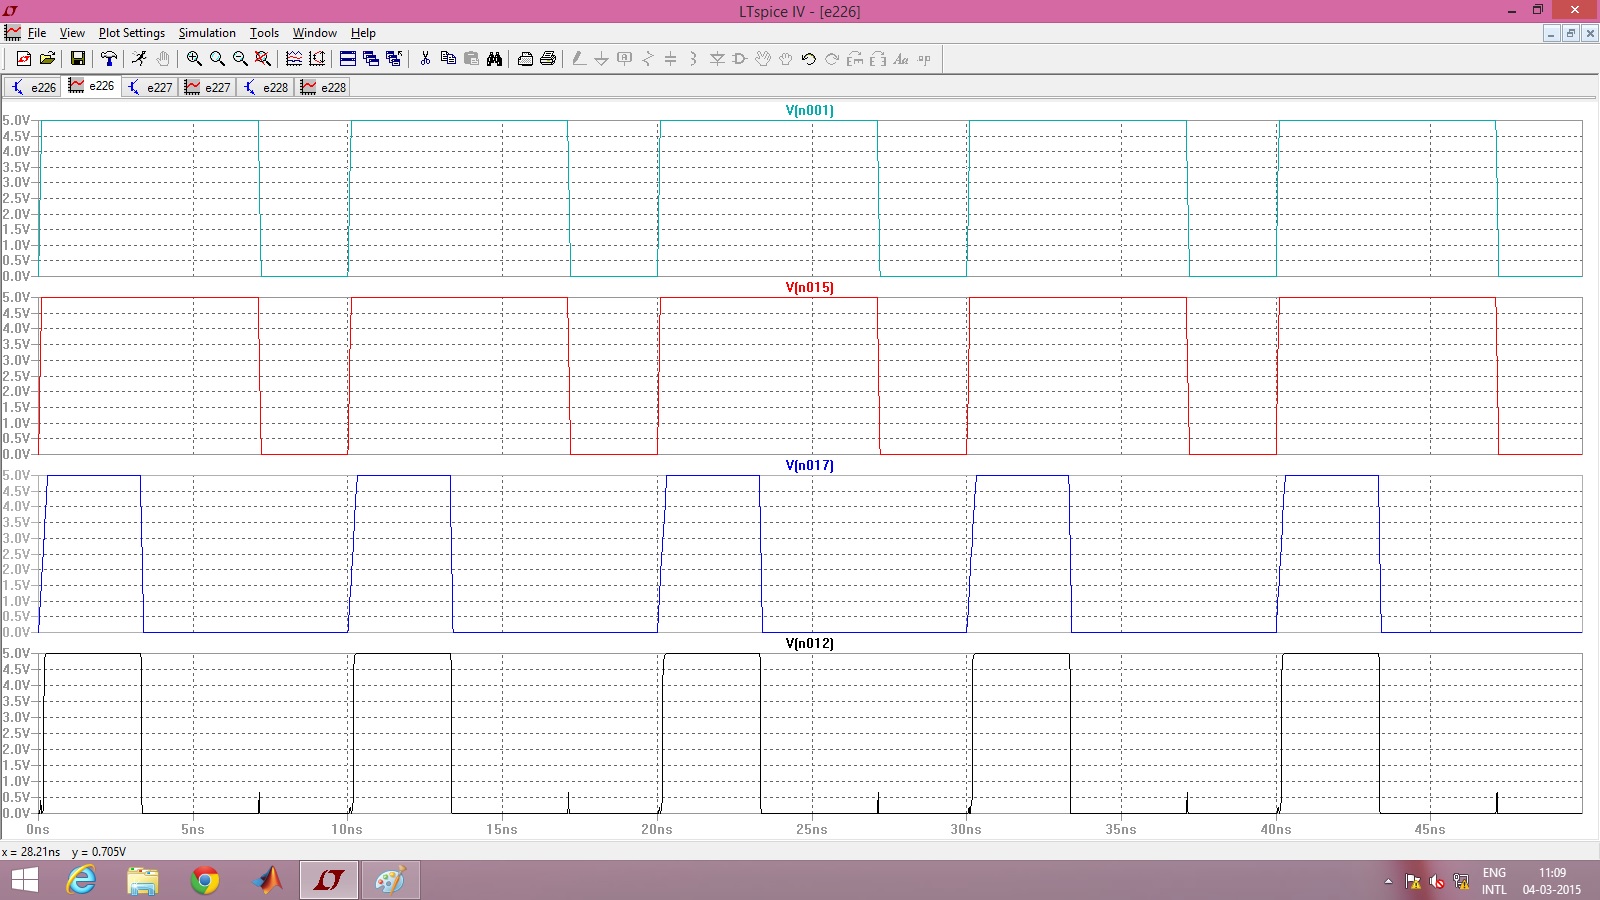 LTspice IV - [e226]
File View Plot Settings Simulation Tools Window Help
e226 e226 e227 e227 e228 e228
V(n001)
5.0V
4.5V
4.0V
3.5V
3.0V
2.5V
2.0V
1.5V
1.0V
0.5V
0.0V
V(n015)
5.0V
4.5V
4.0V
3.5V
3.0V
2.5V
2.0V
1.5V
1.0V
0.5V
0.0V
V(n017)
5.0V
4.5V
4.0V
3.5V
3.0V
2.5V
2.0V
1.5V
1.0V
0.5V
0.0V
V(n012)
5.0V
4.5V
4.0V
3.5V
3.0V
2.5V
2.0V
1.5V
1.0V
0.5V
0.0V
0ns 5ns 10ns 15ns 20ns 25ns 30ns 35ns 40ns 45ns
x = 28.21ns y = 0.705V
ENG 11:09
INTL 04-03-2015